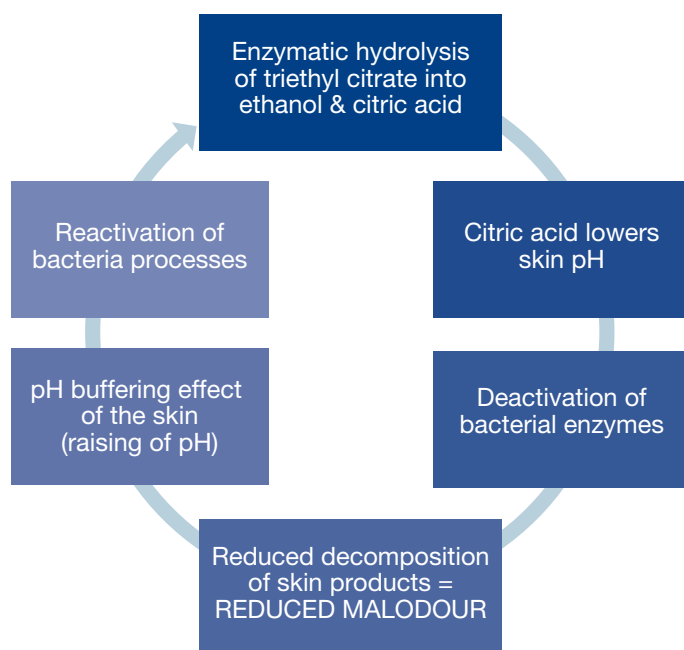 Enzymatic hydrolysis
of triethyl citrate into
ethanol & citric acid
Citric acid lowers
skin pH
Deactivation of
bacterial enzymes
Reduced decomposition
of skin products =
REDUCED MALODOUR
pH buffering effect
of the skin
(raising of pH)
Reactivation of
bacteria processes